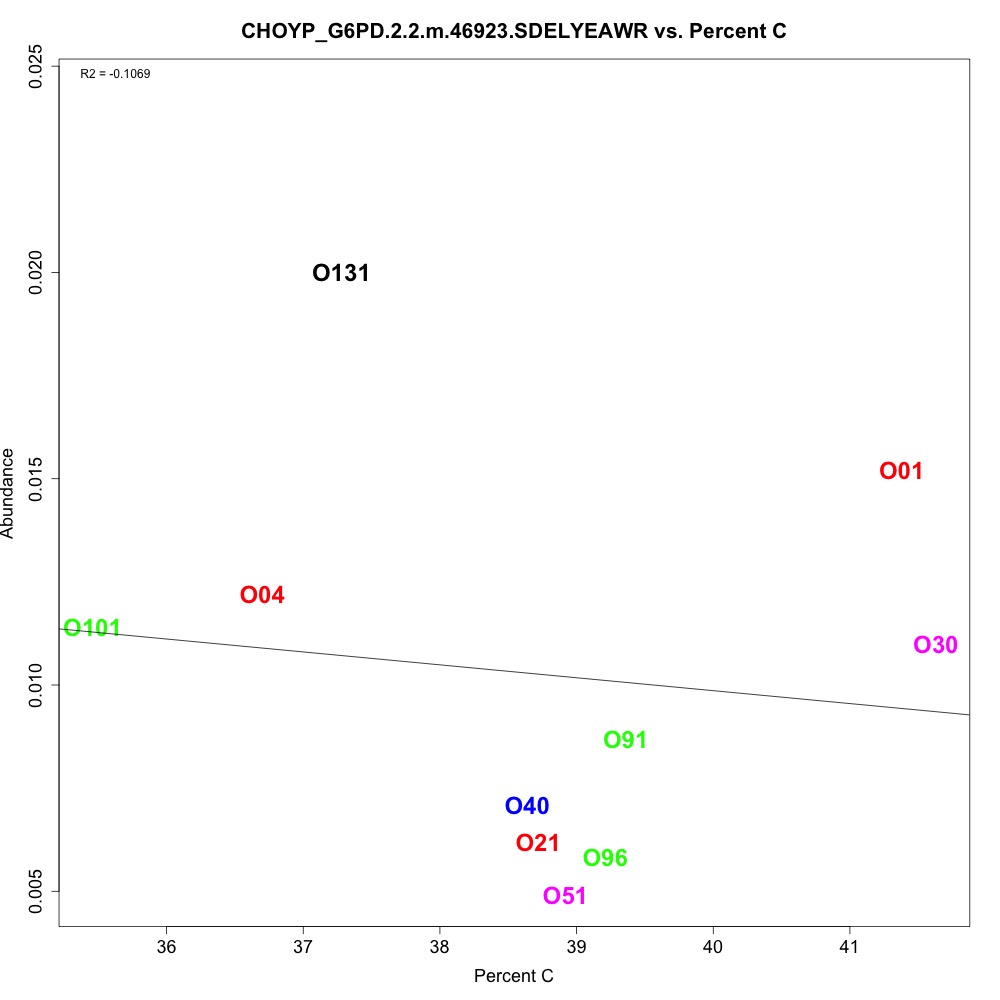 CHOYP_G6PD.2.2.m.46923.SDELYEAWR vs. Percent C
R2 = -0.1069
0.025
0.020
0.015
0.010
0.005
Abundance
O131
O01
O04
O101
O30
O91
O40
O21
O96
O51
36 37 38 39 40 41
Percent C